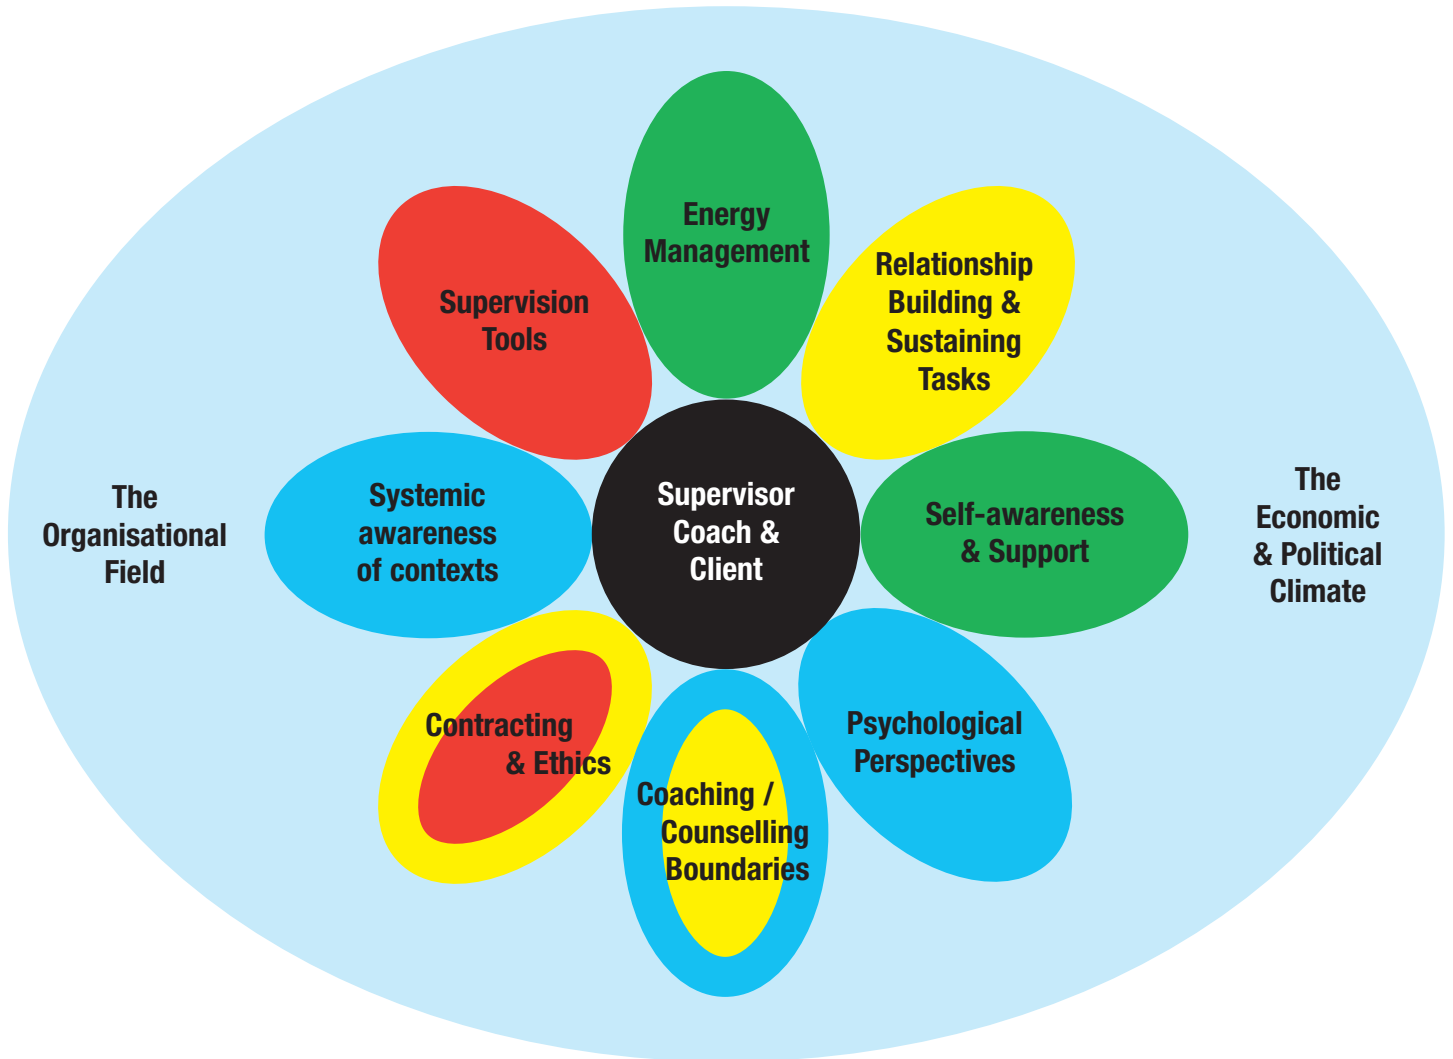 Energy
Management
Relationship
Building &
Sustaining
Tasks
Supervision
Tools
The
Organisational
Field
Systemic
awareness
of contexts
Supervisor
Coach &
Client
Self-awareness
& Support
The
Economic
& Political
Climate
Contracting
& Ethics
Coaching /
Counselling
Boundaries
Psychological
Perspectives